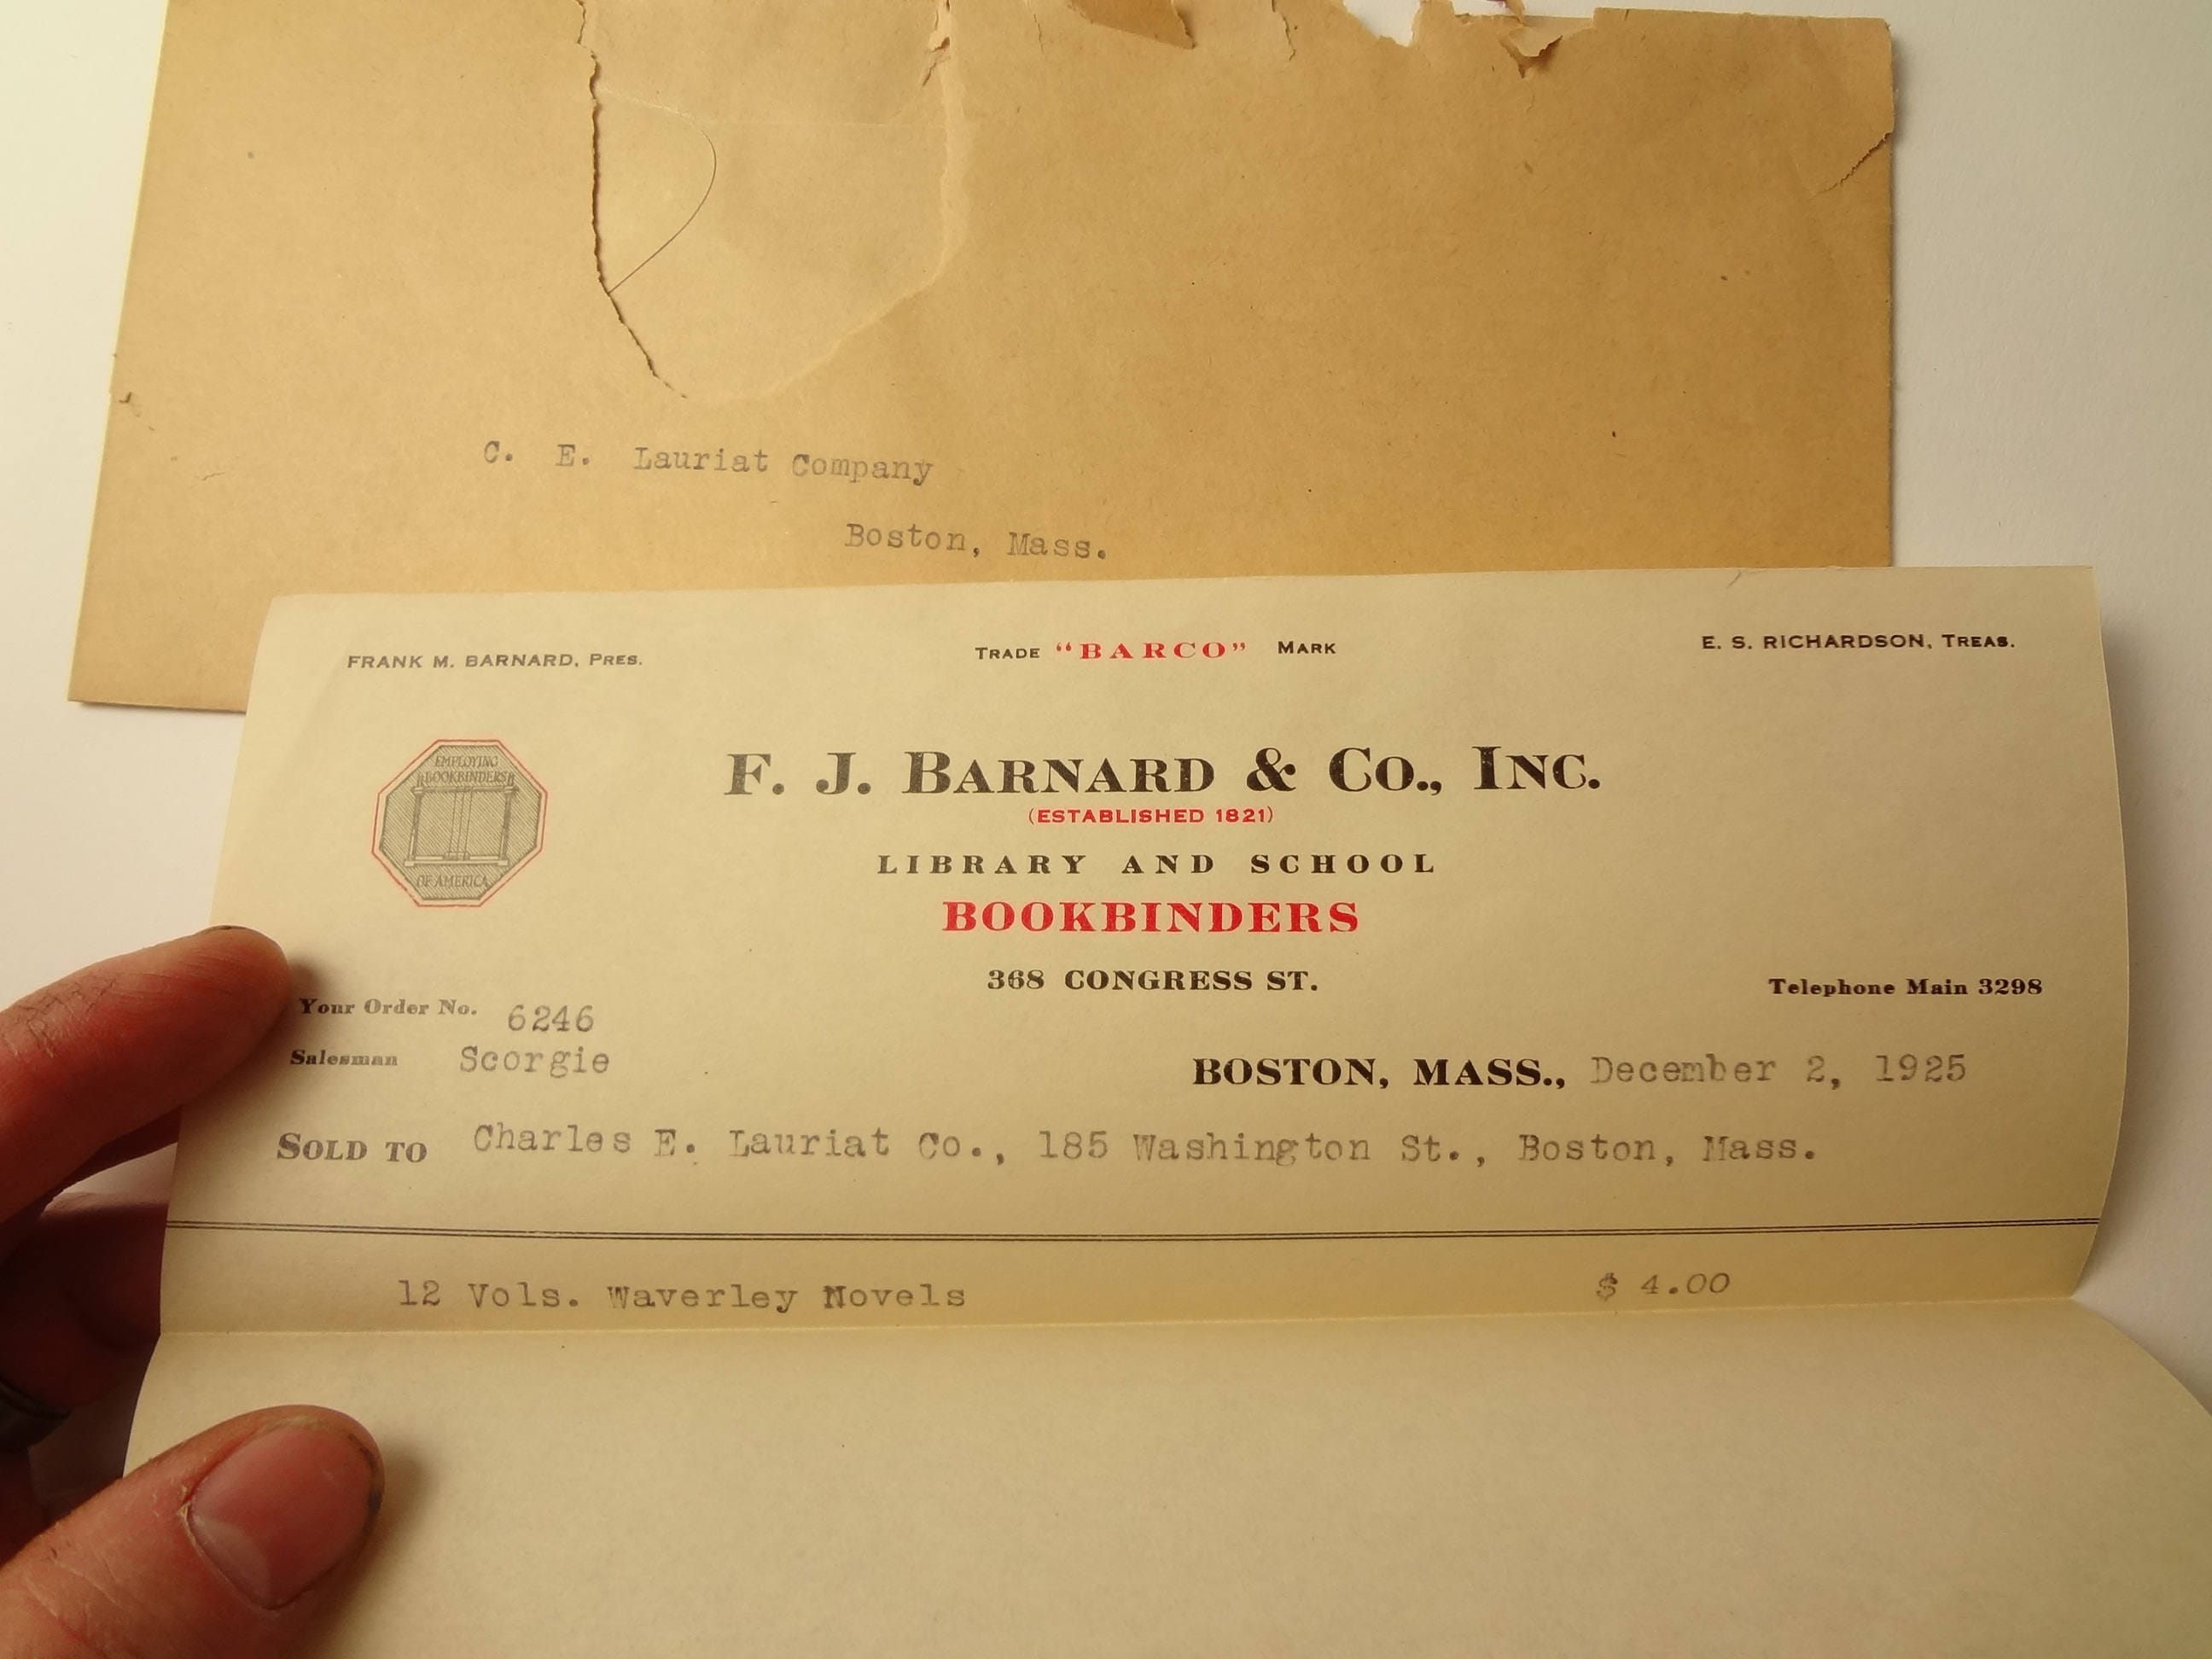 C. E. Lauriat Company
Boston, Mass.
FRANK M. BARNARD, PRES.
TRADE "BARCO" MARK
E. S. RICHARDSON, TREAS.
EMPLOYING
BOOKBINDERS
OF AMERICA
F. J. BARNARD & CO., INC.
(ESTABLISHED 1821)
LIBRARY AND SCHOOL
BOOKBINDERS
368 CONGRESS ST.
Telephone Main 3298
Your Order No. 6246
Salesman Scorgie
BOSTON, MASS., December 2, 1925
SOLD TO Charles E. Lauriat Co., 185 Washington St., Boston, Mass.
12 Vols. Waverley Novels $ 4.00